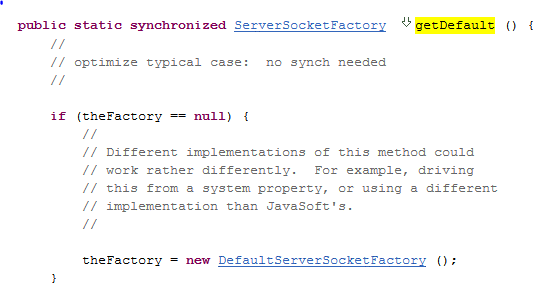 public static synchronized ServerSocketFactory getDefault () {
//
// optimize typical case:  no synch needed
//
if (theFactory == null) {
//
// Different implementations of this method could
// work rather differently.  For example, driving
// this from a system property, or using a different
// implementation than JavaSoft's.
//
theFactory = new DefaultServerSocketFactory ();
}